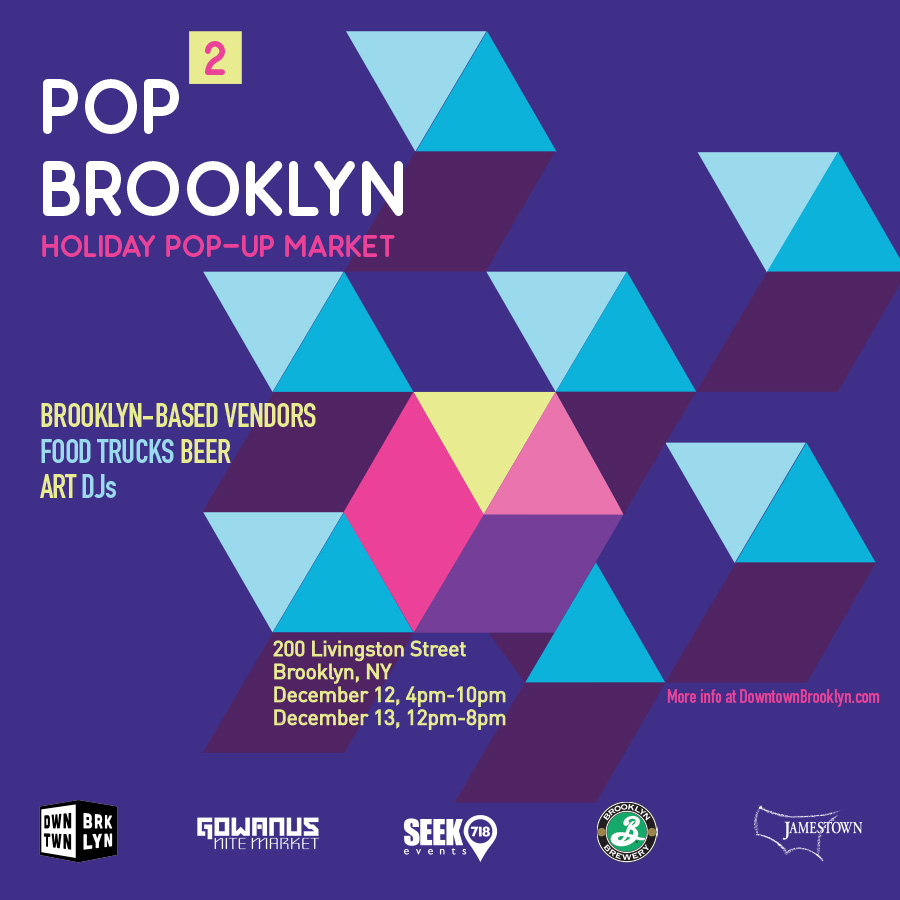 POP 2
BROOKLYN
HOLIDAY POP-UP MARKET
BROOKLYN-BASED VENDORS
FOOD TRUCKS BEER
ART DJs
200 Livingston Street
Brooklyn, NY
December 12, 4pm-10pm
December 13, 12pm-8pm
More info at DowntownBrooklyn.com
DWN BRK
TWN LYN
GOWANUS
NITE MARKET
SEEK 718
events
BROOKLYN
B
BREWERY
JAMESTOWN